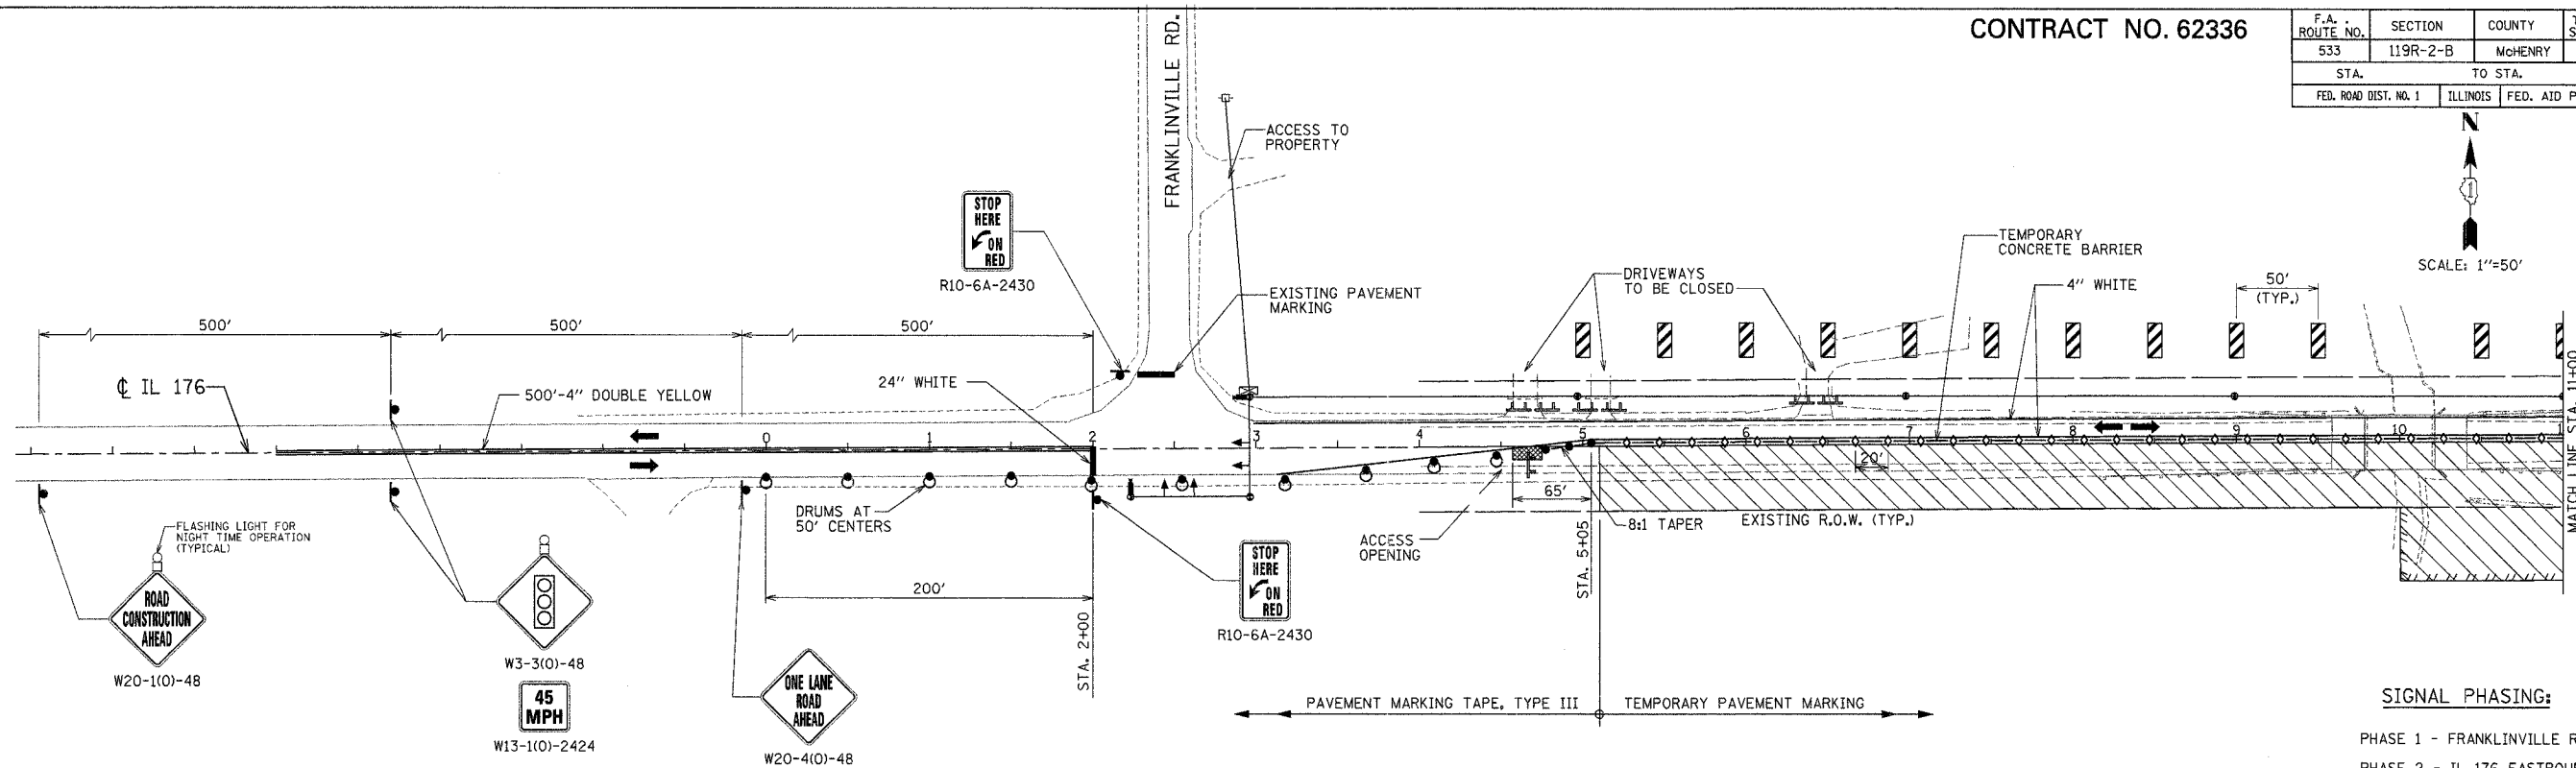 CONTRACT NO. 62336
F.A. ROUTE NO.
SECTION
COUNTY
533
119R-2-B
McHENRY
STA.
TO STA.
FED. ROAD DIST. NO. 1
ILLINOIS
FED. AID
N
1
SCALE: 1"=50'
FRANKLINVILLE RD.
ACCESS TO
PROPERTY
STOP
HERE
ON
RED
R10-6A-2430
EXISTING PAVEMENT
MARKING
DRIVEWAYS
TO BE CLOSED
TEMPORARY
CONCRETE BARRIER
4" WHITE
50'
(TYP.)
500'
500'
500'
℄ IL 176
500'-4" DOUBLE YELLOW
24" WHITE
0
1
2
3
4
5
6
7
8
9
10
MATCH LINE STA. 11+00
20'
65'
DRUMS AT
50' CENTERS
FLASHING LIGHT FOR
NIGHT TIME OPERATION
(TYPICAL)
ACCESS
OPENING
8:1 TAPER
EXISTING R.O.W. (TYP.)
STA. 5+05
200'
STA. 2+00
ROAD
CONSTRUCTION
AHEAD
W20-1(O)-48
W3-3(O)-48
45
MPH
W13-1(O)-2424
ONE LANE
ROAD
AHEAD
W20-4(O)-48
STOP
HERE
ON
RED
R10-6A-2430
PAVEMENT MARKING TAPE, TYPE III
TEMPORARY PAVEMENT MARKING
SIGNAL PHASING:
PHASE 1 - FRANKLINVILLE
PHASE 2 - IL 176